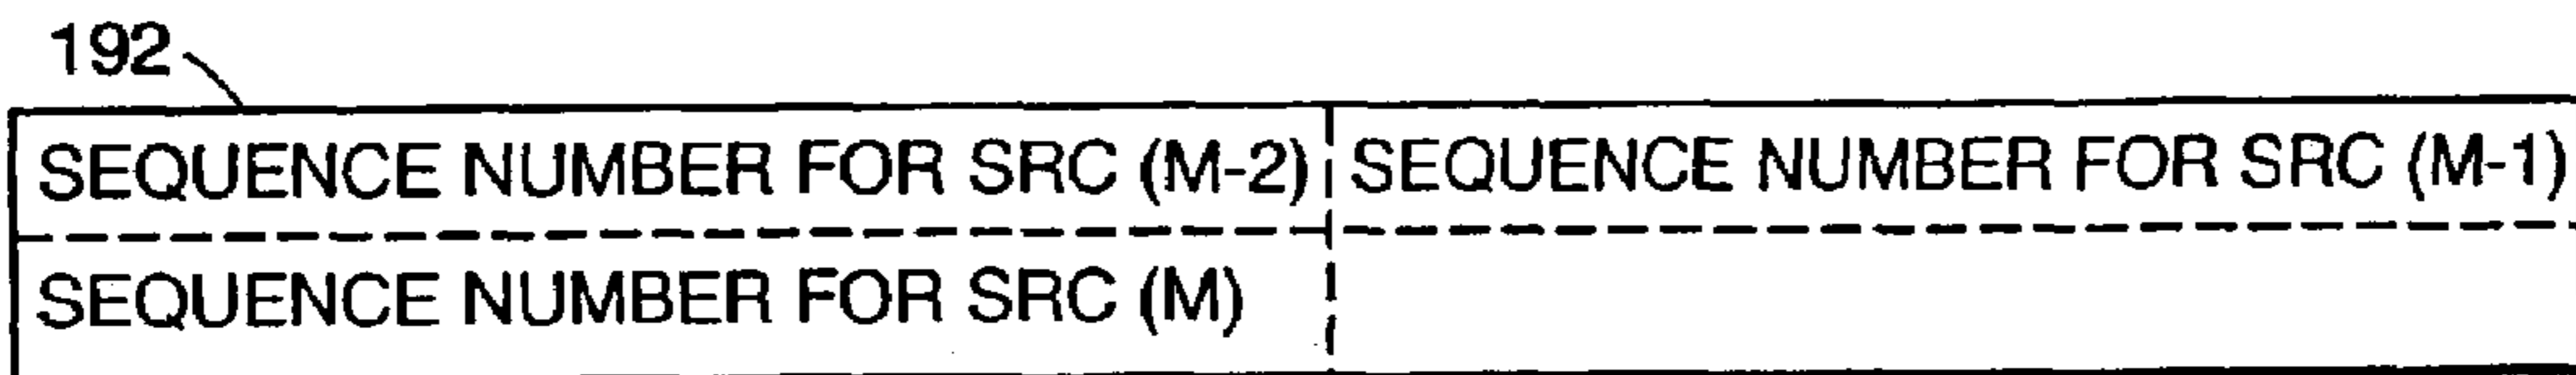 192
SEQUENCE NUMBER FOR SRC (M-2) SEQUENCE NUMBER FOR SRC (M-1)
SEQUENCE NUMBER FOR SRC (M)